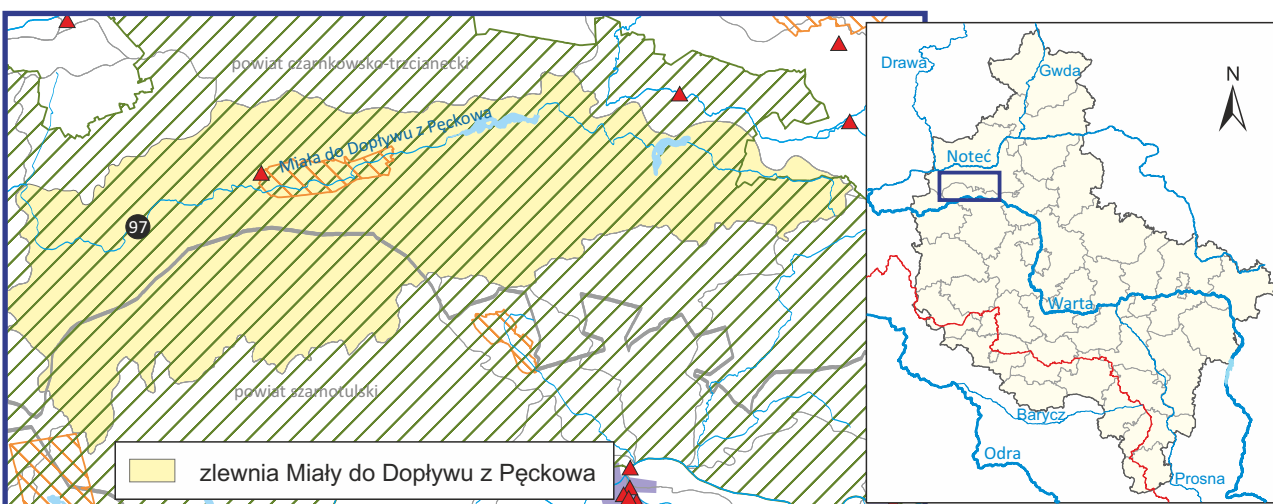 powiat czarnkowsko-trzcianecki
Miała do Dopływu z Pęckowa
97
powiat szamotulski
zlewnia Miały do Dopływu z Pęckowa
Drawa
Gwda
N
Noteć
Warta
Barycz
Odra
Prosna